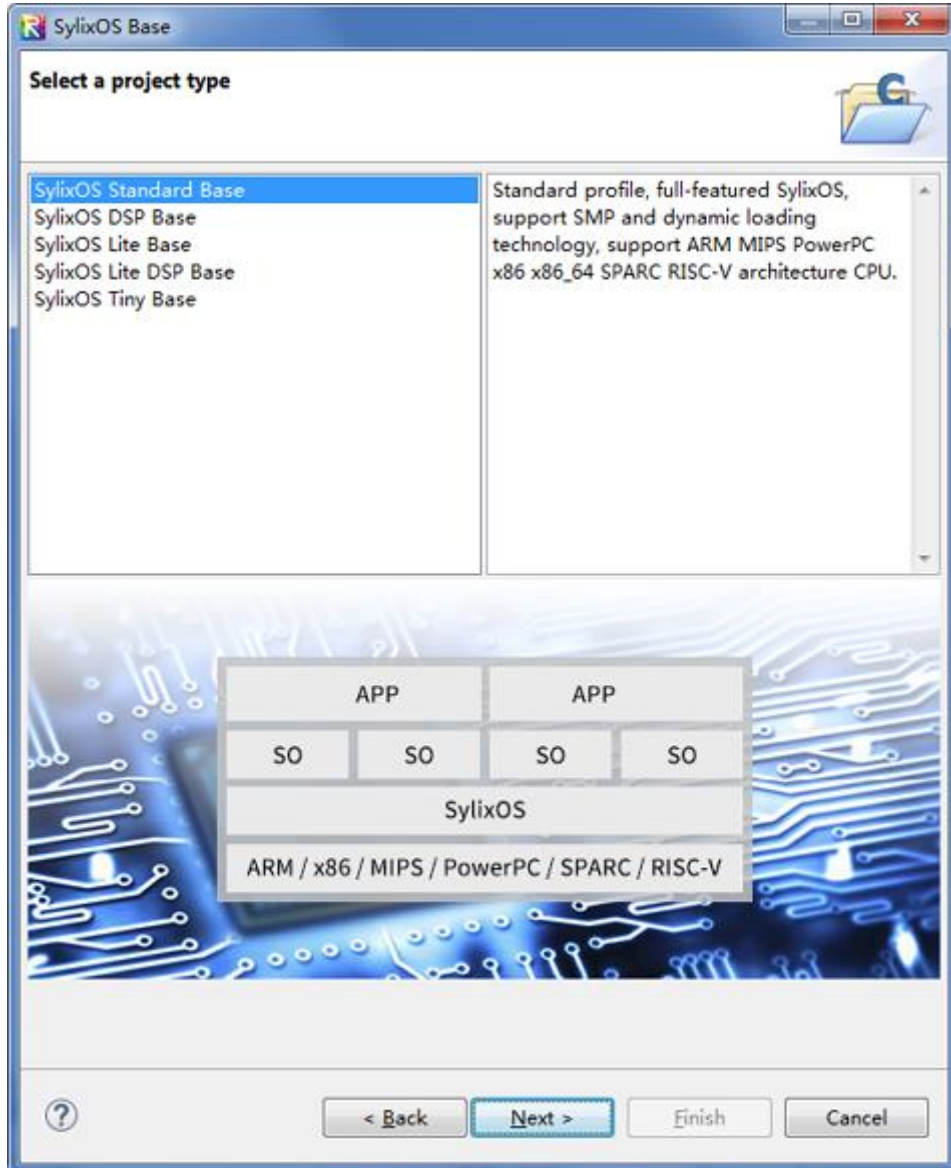 SylixOS Base
Select a project type
SylixOS Standard Base
SylixOS DSP Base
SylixOS Lite Base
SylixOS Lite DSP Base
SylixOS Tiny Base
Standard profile, full-featured SylixOS,
support SMP and dynamic loading
technology, support ARM MIPS PowerPC
x86 x86_64 SPARC RISC-V architecture CPU.
APP APP
SO SO SO SO
SylixOS
ARM / x86 / MIPS / PowerPC / SPARC / RISC-V
< Back Next > Finish Cancel